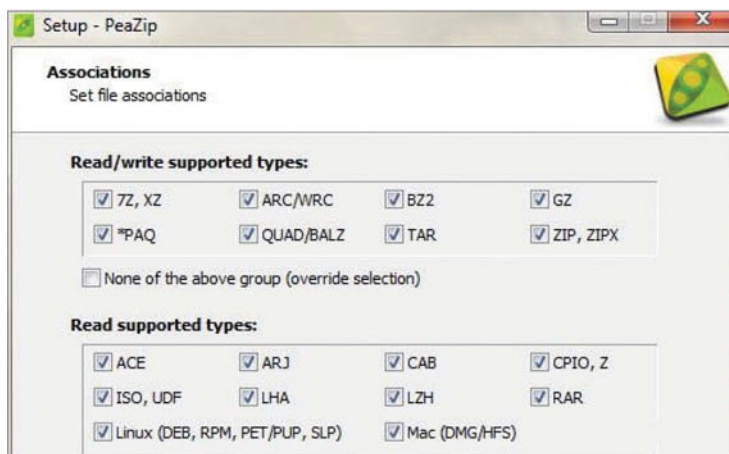 Setup - PeaZip
Associations
Set file associations
Read/write supported types:
7Z, XZ ARC/WRC BZ2 GZ
*PAQ QUAD/BALZ TAR ZIP, ZIPX
None of the above group (override selection)
Read supported types:
ACE ARJ CAB CPIO, Z
ISO, UDF LHA LZH RAR
Linux (DEB, RPM, PET/PUP, SLP) Mac (DMG/HFS)